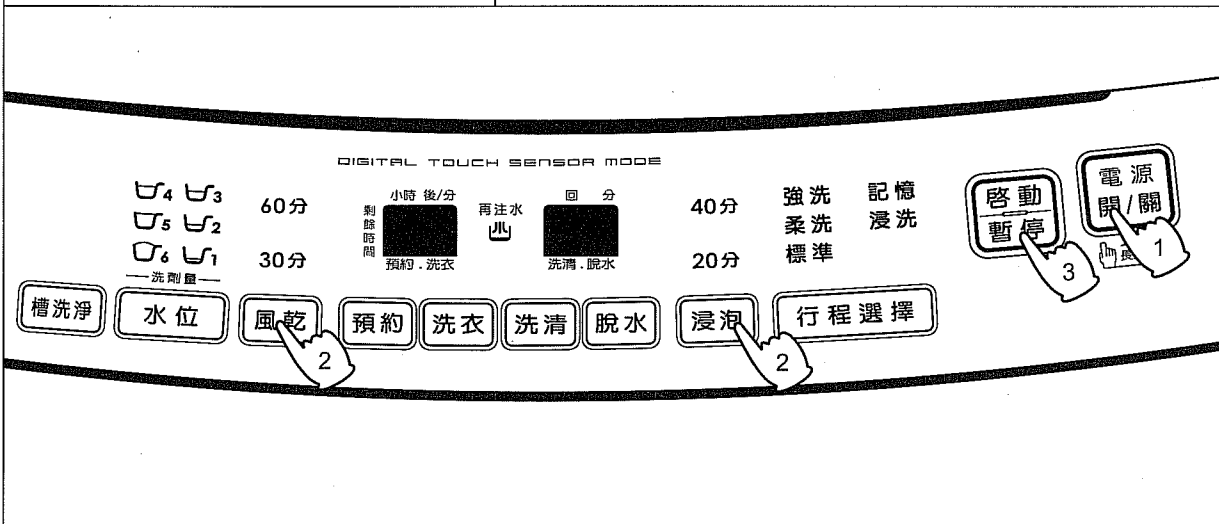 DIGITAL TOUCH SENSOR MODE
4 3
5 2
6 1
洗劑量
60分
30分
剩餘時間
小時 後/分
預約.洗衣
再注水
回 分
洗清.脫水
40分
20分
強洗 記憶
柔洗 浸洗
標準
啓動
暫停
電源
開/關
槽洗淨
水位
風乾
預約
洗衣
洗清
脫水
浸泡
行程選擇
2
2
3
1